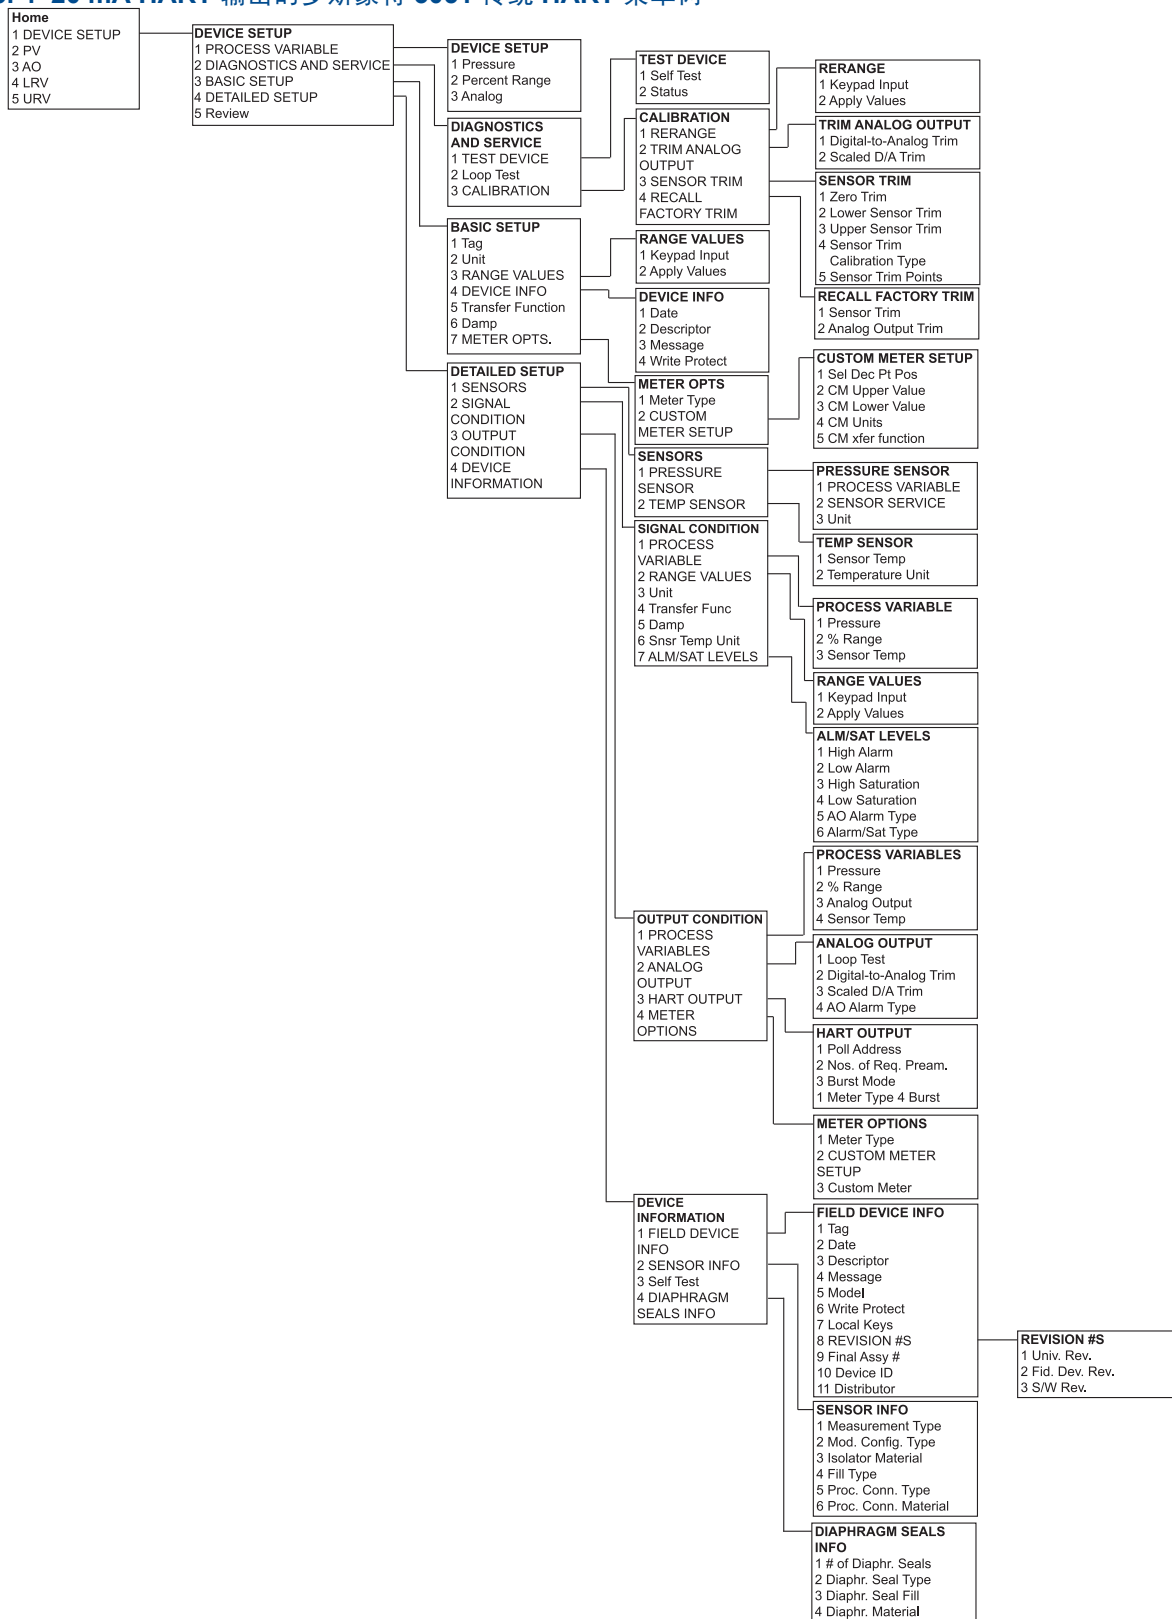 Home
1 DEVICE SETUP
2 PV
3 AO
4 LRV
5 URV
DEVICE SETUP
1 PROCESS VARIABLE
2 DIAGNOSTICS AND SERVICE
3 BASIC SETUP
4 DETAILED SETUP
5 Review
DEVICE SETUP
1 Pressure
2 Percent Range
3 Analog
DIAGNOSTICS
AND SERVICE
1 TEST DEVICE
2 Loop Test
3 CALIBRATION
BASIC SETUP
1 Tag
2 Unit
3 RANGE VALUES
4 DEVICE INFO
5 Transfer Function
6 Damp
7 METER OPTS.
DETAILED SETUP
1 SENSORS
2 SIGNAL
CONDITION
3 OUTPUT
CONDITION
4 DEVICE
INFORMATION
TEST DEVICE
1 Self Test
2 Status
CALIBRATION
1 RERANGE
2 TRIM ANALOG
OUTPUT
3 SENSOR TRIM
4 RECALL
FACTORY TRIM
RANGE VALUES
1 Keypad Input
2 Apply Values
DEVICE INFO
1 Date
2 Descriptor
3 Message
4 Write Protect
METER OPTS
1 Meter Type
2 CUSTOM
METER SETUP
SENSORS
1 PRESSURE
SENSOR
2 TEMP SENSOR
SIGNAL CONDITION
1 PROCESS
VARIABLE
2 RANGE VALUES
3 Unit
4 Transfer Func
5 Damp
6 Snsr Temp Unit
7 ALM/SAT LEVELS
OUTPUT CONDITION
1 PROCESS
VARIABLES
2 ANALOG
OUTPUT
3 HART OUTPUT
4 METER
OPTIONS
DEVICE
INFORMATION
1 FIELD DEVICE
INFO
2 SENSOR INFO
3 Self Test
4 DIAPHRAGM
SEALS INFO
RERANGE
1 Keypad Input
2 Apply Values
TRIM ANALOG OUTPUT
1 Digital-to-Analog Trim
2 Scaled D/A Trim
SENSOR TRIM
1 Zero Trim
2 Lower Sensor Trim
3 Upper Sensor Trim
4 Sensor Trim
Calibration Type
5 Sensor Trim Points
RECALL FACTORY TRIM
1 Sensor Trim
2 Analog Output Trim
CUSTOM METER SETUP
1 Sel Dec Pt Pos
2 CM Upper Value
3 CM Lower Value
4 CM Units
5 CM xfer function
PRESSURE SENSOR
1 PROCESS VARIABLE
2 SENSOR SERVICE
3 Unit
TEMP SENSOR
1 Sensor Temp
2 Temperature Unit
PROCESS VARIABLE
1 Pressure
2 % Range
3 Sensor Temp
RANGE VALUES
1 Keypad Input
2 Apply Values
ALM/SAT LEVELS
1 High Alarm
2 Low Alarm
3 High Saturation
4 Low Saturation
5 AO Alarm Type
6 Alarm/Sat Type
PROCESS VARIABLES
1 Pressure
2 % Range
3 Analog Output
4 Sensor Temp
ANALOG OUTPUT
1 Loop Test
2 Digital-to-Analog Trim
3 Scaled D/A Trim
4 AO Alarm Type
HART OUTPUT
1 Poll Address
2 Nos. of Req. Pream.
3 Burst Mode
1 Meter Type 4 Burst
METER OPTIONS
1 Meter Type
2 CUSTOM METER
SETUP
3 Custom Meter
FIELD DEVICE INFO
1 Tag
2 Date
3 Descriptor
4 Message
5 Model
6 Write Protect
7 Local Keys
8 REVISION #S
9 Final Assy #
10 Device ID
11 Distributor
SENSOR INFO
1 Measurement Type
2 Mod. Config. Type
3 Isolator Material
4 Fill Type
5 Proc. Conn. Type
6 Proc. Conn. Material
DIAPHRAGM SEALS
INFO
1 # of Diaphr. Seals
2 Diaphr. Seal Type
3 Diaphr. Seal Fill
4 Diaphr. Material
REVISION #S
1 Univ. Rev.
2 Fid. Dev. Rev.
3 S/W Rev.